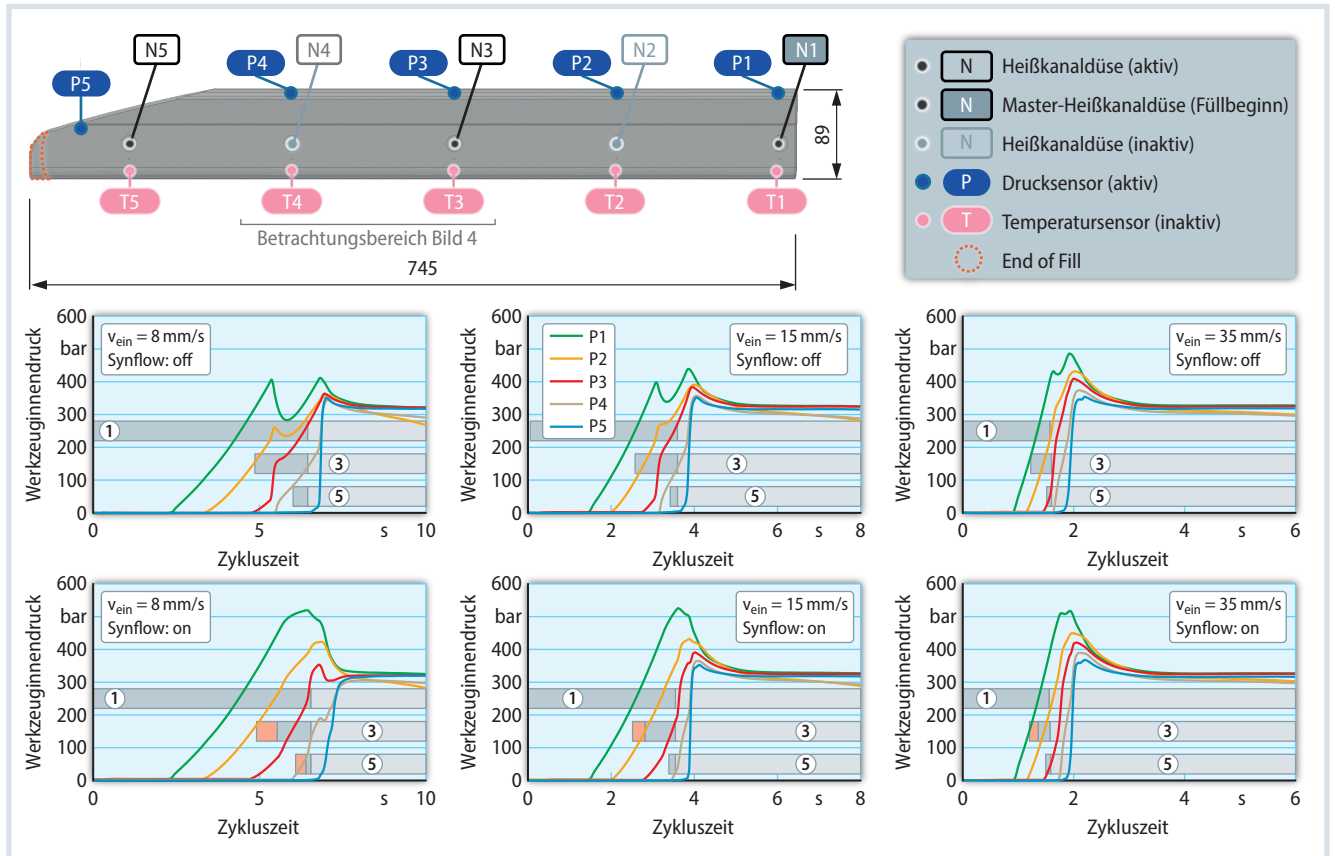 N5
N4
N3
N2
N1
P5
P4
P3
P2
P1
T5
T4
T3
T2
T1
89
Betrachtungsbereich Bild 4
745
N Heißkanaldüse (aktiv)
N Master-Heißkanaldüse (Füllbeginn)
N Heißkanaldüse (inaktiv)
P Drucksensor (aktiv)
T Temperatursensor (inaktiv)
End of Fill
Werkzeuginnendruck
600
bar
400
300
200
100
0
v_ein = 8 mm/s
Synflow: off
1
3
5
0 5 s 10
Zykluszeit
Werkzeuginnendruck
600
bar
400
300
200
100
0
P1
P2
P3
P4
P5
v_ein = 15 mm/s
Synflow: off
3
5
0 2 4 6 s 8
Zykluszeit
Werkzeuginnendruck
600
bar
400
300
200
100
0
v_ein = 35 mm/s
Synflow: off
1
3
5
0 2 4 s 6
Zykluszeit
Werkzeuginnendruck
600
bar
400
300
200
100
0
v_ein = 8 mm/s
Synflow: on
1
3
5
0 5 s 10
Zykluszeit
Werkzeuginnendruck
600
bar
400
300
200
100
0
v_ein = 15 mm/s
Synflow: on
1
3
5
0 2 4 s 8
Zykluszeit
Werkzeuginnendruck
600
bar
400
300
200
100
0
v_ein = 35 mm/s
Synflow: on
1
3
5
0 2 4 s 6
Zykluszeit